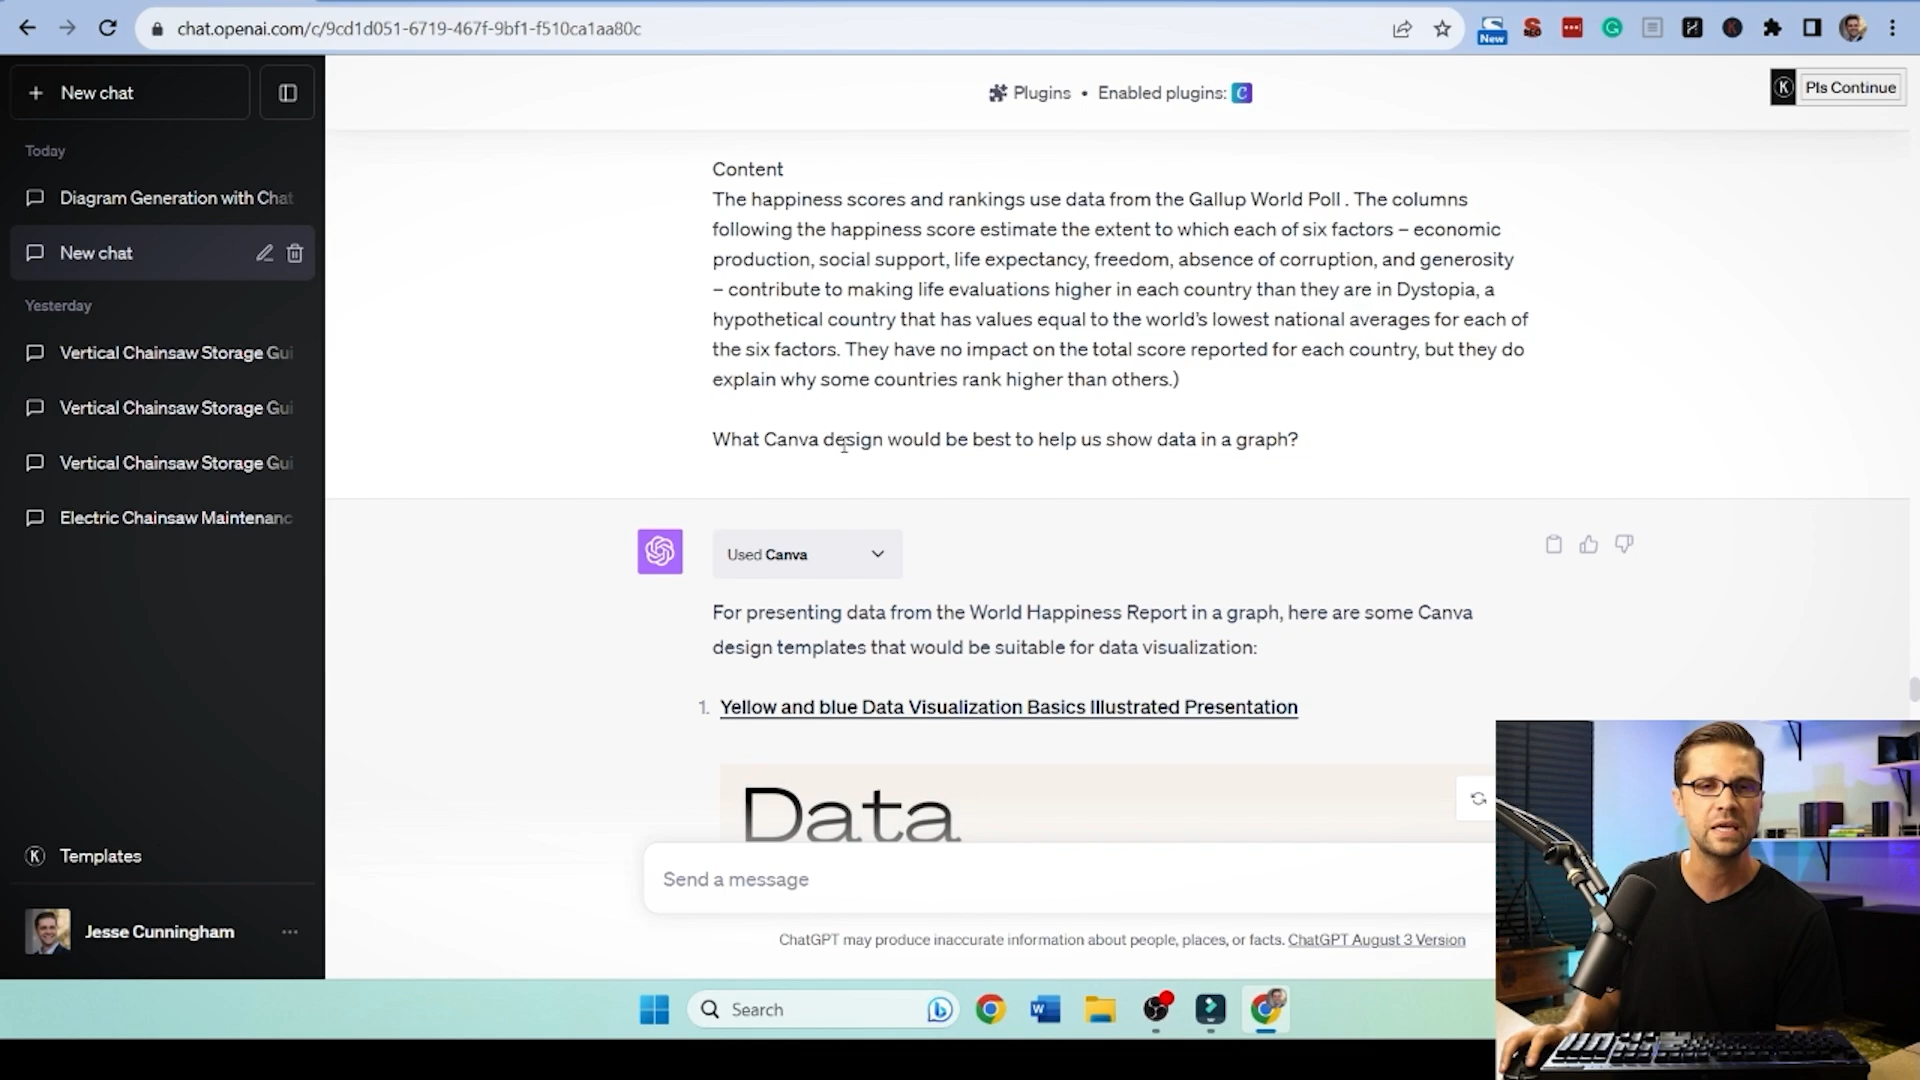 chat.openai.com/c/9cd1d051-6719-467f-9bf1-f510ca1aa80c
New
New chat
Plugins • Enabled plugins: C
K Pls Continue
Today
Diagram Generation with Chat
New chat
Yesterday
Vertical Chainsaw Storage Gui
Vertical Chainsaw Storage Gui
Vertical Chainsaw Storage Gui
Electric Chainsaw Maintenanc
K Templates
Jesse Cunningham
Content
The happiness scores and rankings use data from the Gallup World Poll . The columns
following the happiness score estimate the extent to which each of six factors – economic
production, social support, life expectancy, freedom, absence of corruption, and generosity
– contribute to making life evaluations higher in each country than they are in Dystopia, a
hypothetical country that has values equal to the world's lowest national averages for each of
the six factors. They have no impact on the total score reported for each country, but they do
explain why some countries rank higher than others.)
What Canva design would be best to help us show data in a graph?
Used Canva
For presenting data from the World Happiness Report in a graph, here are some Canva
design templates that would be suitable for data visualization:
1. Yellow and blue Data Visualization Basics Illustrated Presentation
Data
Send a message
ChatGPT may produce inaccurate information about people, places, or facts. ChatGPT August 3 Version
Search